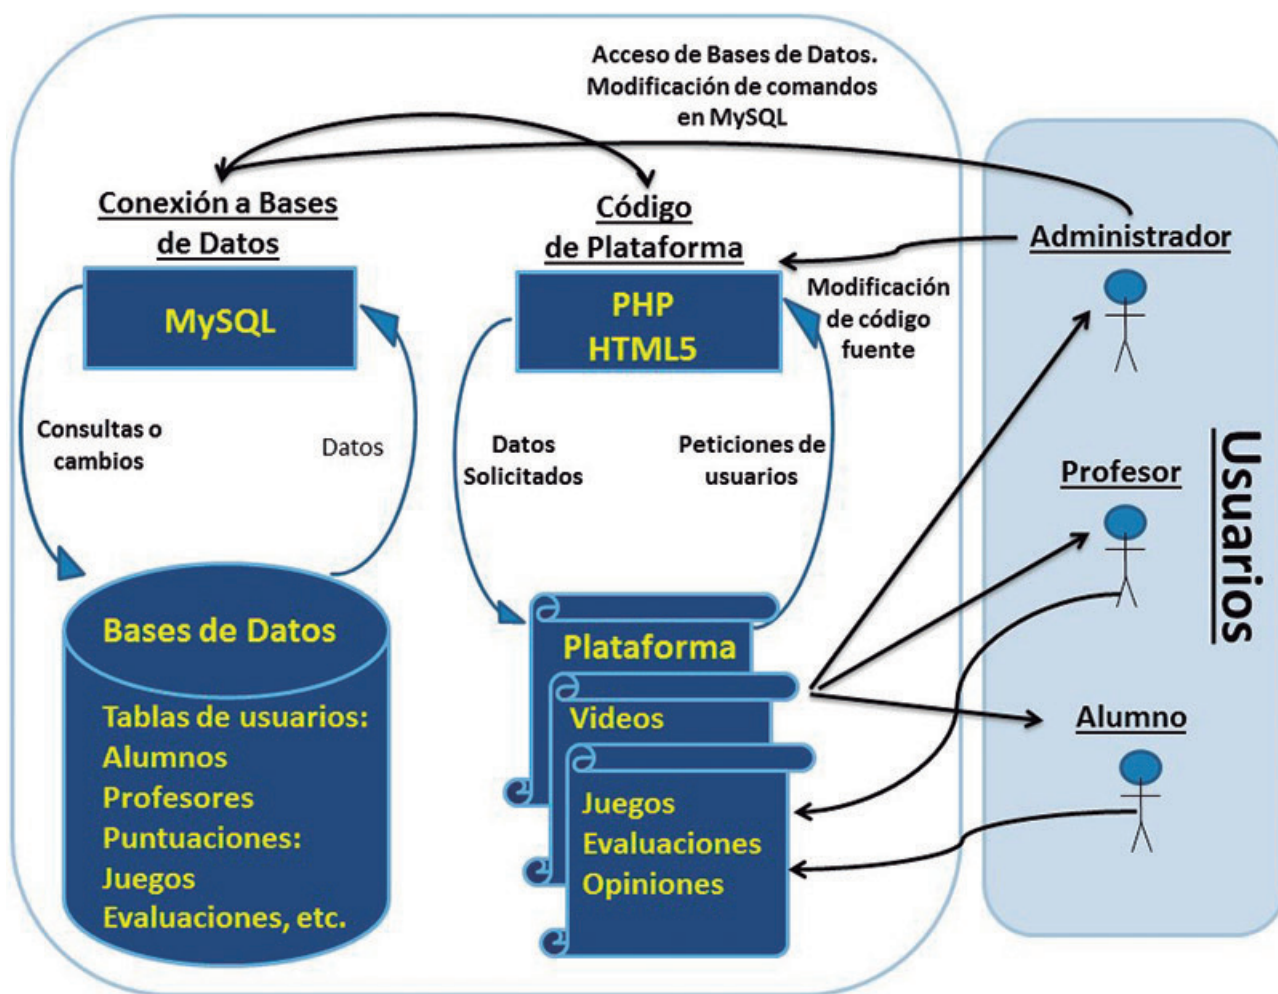 Acceso de Bases de Datos.
Modificación de comandos
en MySQL
Conexión a Bases
de Datos
MySQL
Consultas o
cambios
Datos
Bases de Datos
Tablas de usuarios:
Alumnos
Profesores
Puntuaciones:
Juegos
Evaluaciones, etc.
Código
de Plataforma
PHP
HTML5
Modificación
de código
fuente
Datos
Solicitados
Peticiones de
usuarios
Plataforma
Videos
Juegos
Evaluaciones
Opiniones
Administrador
Profesor
Alumno
Usuarios